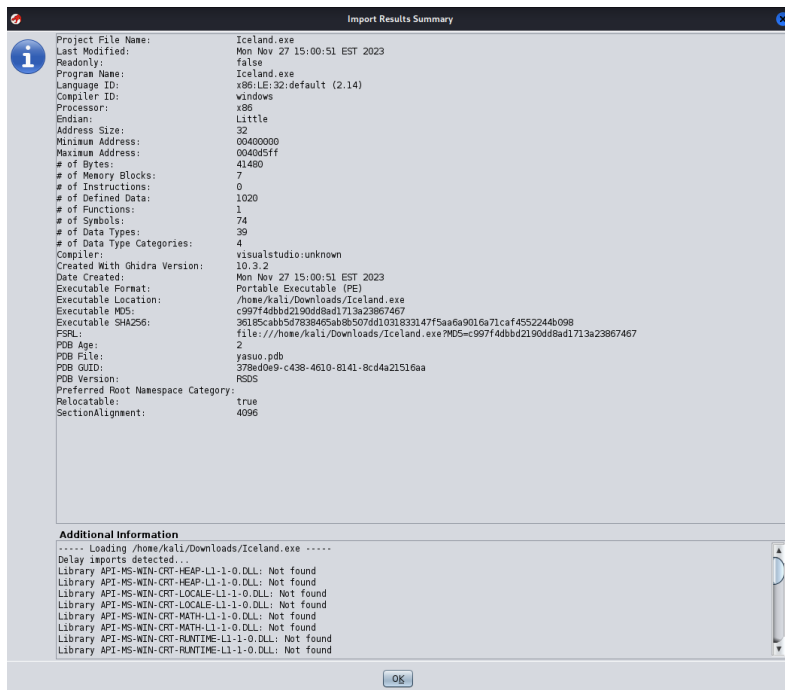 Import Results Summary
Project File Name: Iceland.exe
Last Modified: Mon Nov 27 15:00:51 EST 2023
Readonly: false
Program Name: Iceland.exe
Language ID: x86:LE:32:default (2.14)
Compiler ID: windows
Processor: x86
Endian: Little
Address Size: 32
Minimum Address: 00400000
Maximum Address: 0040d5ff
# of Bytes: 41480
# of Memory Blocks: 7
# of Instructions: 0
# of Defined Data: 1020
# of Functions: 1
# of Symbols: 74
# of Data Types: 39
# of Data Type Categories: 4
Compiler: visualstudio:unknown
Created With Ghidra Version: 10.3.2
Date Created: Mon Nov 27 15:00:51 EST 2023
Executable Format: Portable Executable (PE)
Executable Location: /home/kali/Downloads/Iceland.exe
Executable MD5: c997f4dbbd2190dd8ad1713a23867467
Executable SHA256: 36185cabb5d7838465ab8b507dd1031833147f5aa6a9016a71caf4552244b098
FSRL: file:///home/kali/Downloads/Iceland.exe?MD5=c997f4dbbd2190dd8ad1713a23867467
PDB Age: 2
PDB File: yasuo.pdb
PDB GUID: 378ed0e9-c438-4610-8141-8cd4a21516aa
PDB Version: RSDS
Preferred Root Namespace Category:
Relocatable: true
SectionAlignment: 4096
Additional Information
----- Loading /home/kali/Downloads/Iceland.exe -----
Delay imports detected...
Library API-MS-WIN-CRT-HEAP-L1-1-0.DLL: Not found
Library API-MS-WIN-CRT-HEAP-L1-1-0.DLL: Not found
Library API-MS-WIN-CRT-LOCALE-L1-1-0.DLL: Not found
Library API-MS-WIN-CRT-LOCALE-L1-1-0.DLL: Not found
Library API-MS-WIN-CRT-MATH-L1-1-0.DLL: Not found
Library API-MS-WIN-CRT-MATH-L1-1-0.DLL: Not found
Library API-MS-WIN-CRT-RUNTIME-L1-1-0.DLL: Not found
Library API-MS-WIN-CRT-RUNTIME-L1-1-0.DLL: Not found
OK